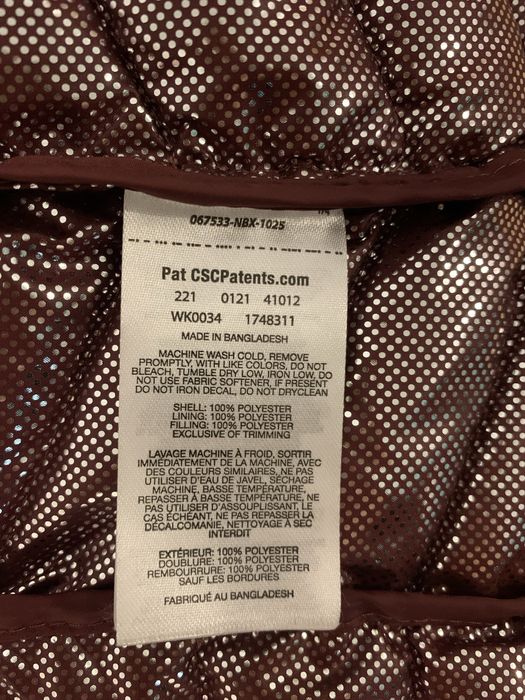 067533-NBX-1025
Pat CSCPatents.com
221 0121 41012
WK0034 1748311
MADE IN BANGLADESH
MACHINE WASH COLD, REMOVE
PROMPTLY, WITH LIKE COLORS, DO NOT
BLEACH, TUMBLE DRY LOW, IRON LOW, DO
NOT USE FABRIC SOFTENER, IF PRESENT
DO NOT IRON DECAL, DO NOT DRYCLEAN
SHELL: 100% POLYESTER
LINING: 100% POLYESTER
FILLING: 100% POLYESTER
EXCLUSIVE OF TRIMMING
LAVAGE MACHINE À FROID, SORTIR
IMMÉDIATEMENT DE LA MACHINE, AVEC
DES COULEURS SIMILAIRES, NE PAS
UTILISER D'EAU DE JAVEL, SÉCHAGE
MACHINE, BASSE TEMPÉRATURE,
REPASSER À BASSE TEMPÉRATURE, NE
PAS UTILISER D'ASSOUPLISSANT, LE
CAS ÉCHÉANT, NE PAS REPASSER LA
DÉCALCOMANIE, NETTOYAGE À SEC
INTERDIT
EXTÉRIEUR: 100% POLYESTER
DOUBLURE: 100% POLYESTER
REMBOURRURE: 100% POLYESTER
SAUF LES BORDURES
FABRIQUÉ AU BANGLADESH